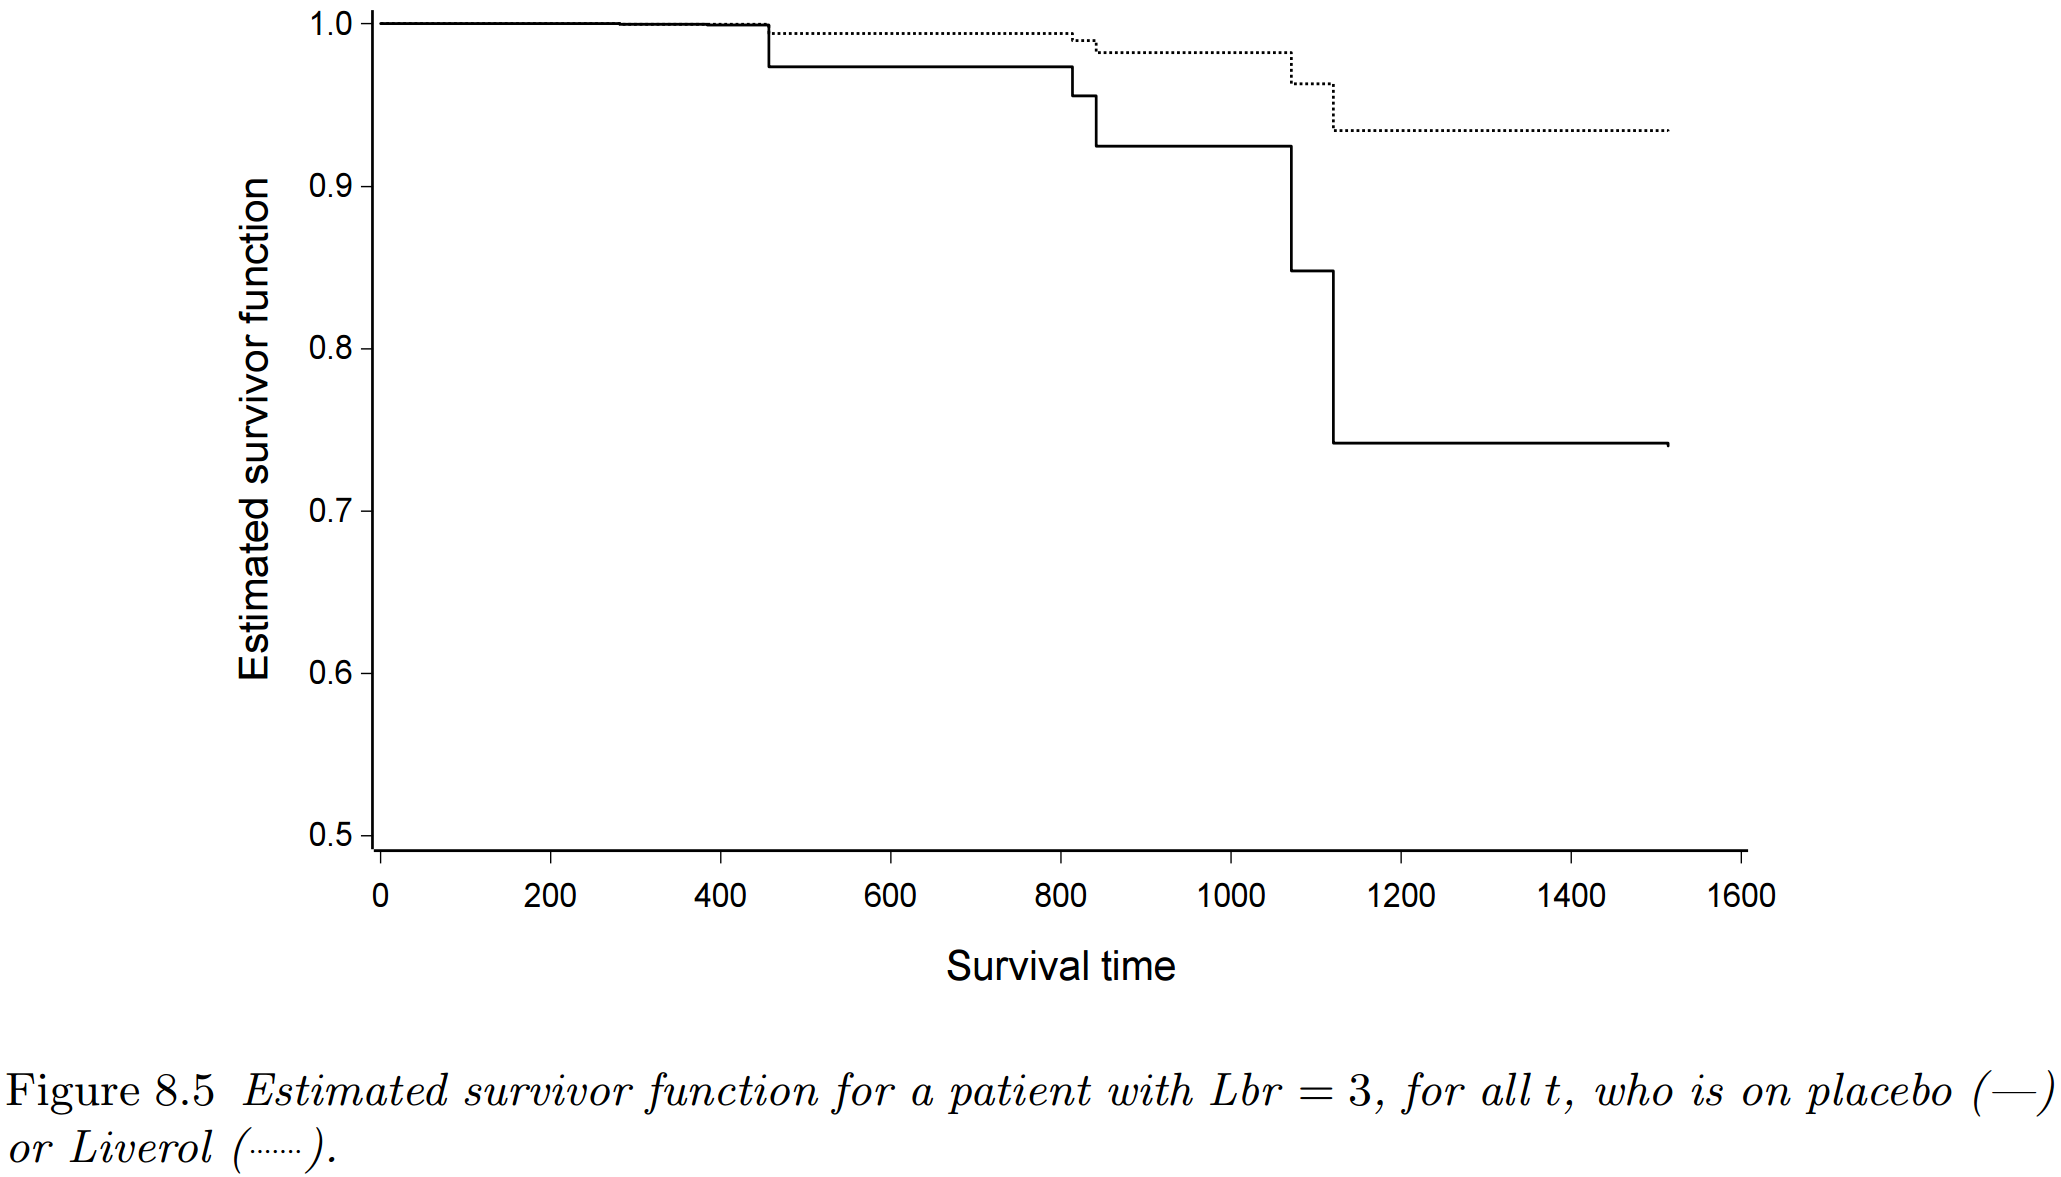 1.0
0.9
0.8
0.7
0.6
0.5
Estimated survivor function
0 200 400 600 800 1000 1200 1400 1600
Survival time
Figure 8.5 Estimated survivor function for a patient with Lbr = 3, for all t, who is on placebo (—)
or Liverol (·······).